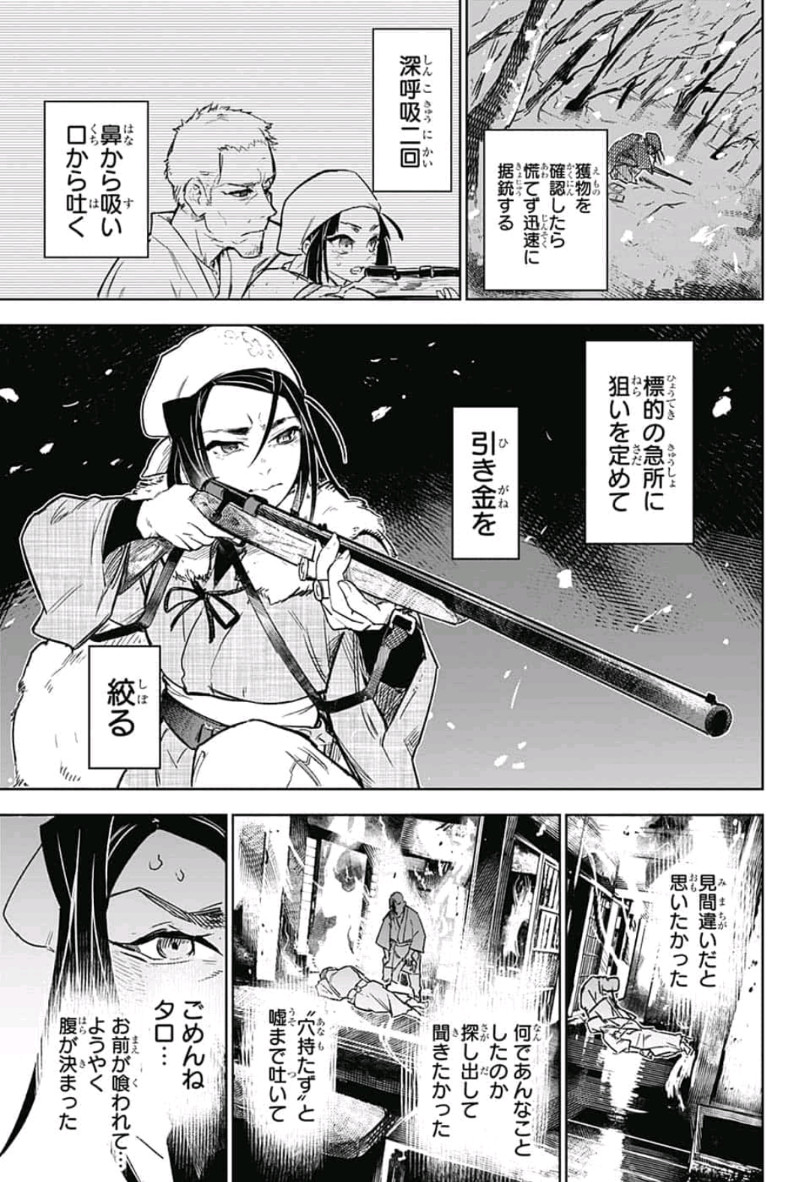 獲物を
確認したら
慌てず迅速に
据銃する
深呼吸二回
鼻から吸い
口から吐く
標的の急所に
狙いを定めて
引き金を
絞る
見間違いだと
思いたかった
何であんなこと
したのか
探し出して
聞きたかった
〝穴持たず〟と
嘘まで吐いて
ごめんね
タロ…
お前が喰われて…
ようやく
腹が決まった